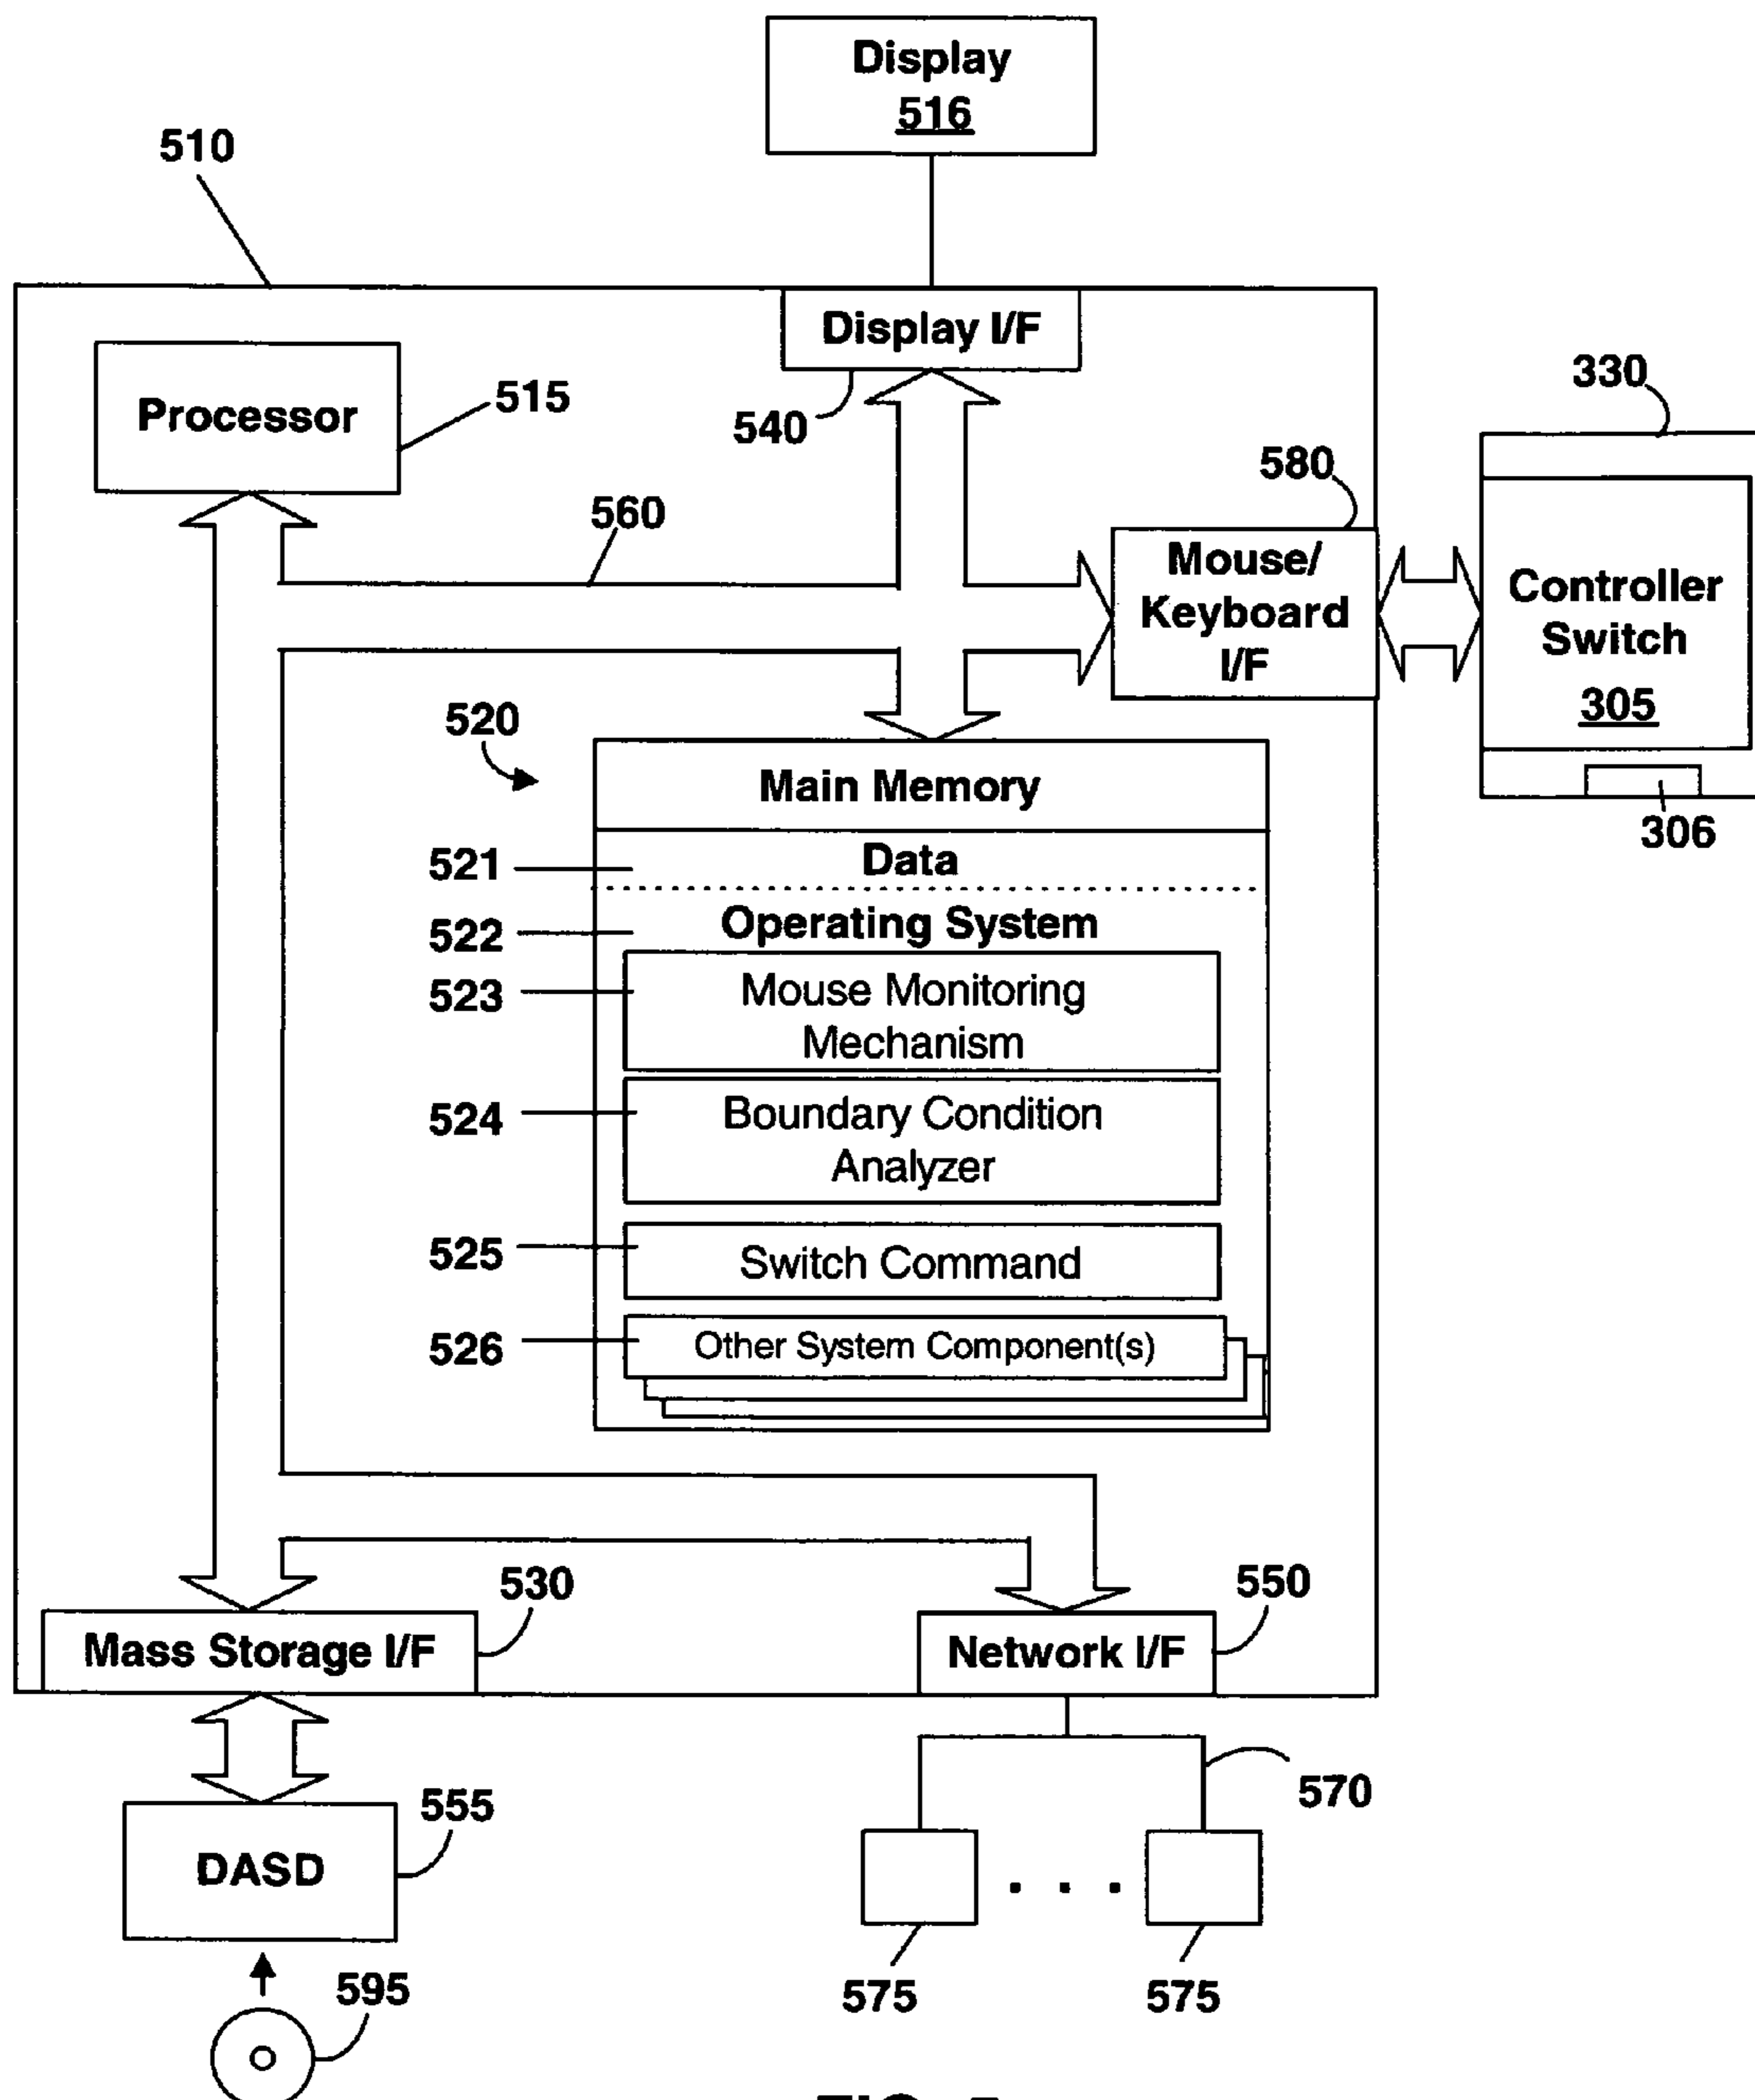 Display
516
510
Display I/F
Processor
515
540
330
580
560
Mouse/
Keyboard
I/F
Controller
Switch
305
306
520
Main Memory
521
Data
522
Operating System
523
Mouse Monitoring
Mechanism
524
Boundary Condition
Analyzer
525
Switch Command
526
Other System Component(s)
530
550
Mass Storage I/F
Network I/F
570
555
DASD
575
575
595